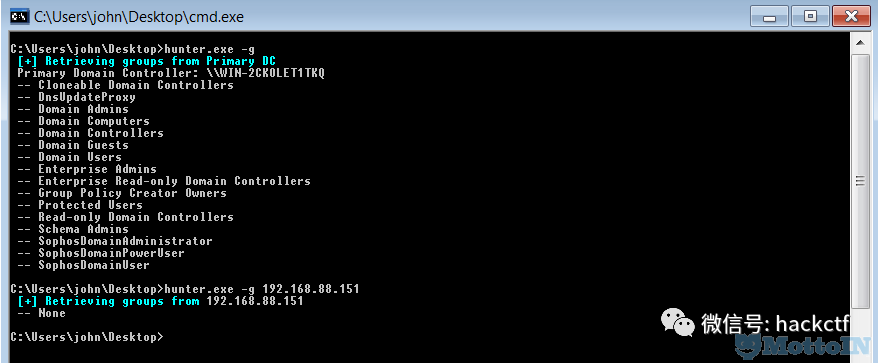 C:\Users\john\Desktop\cmd.exe
C:\Users\john\Desktop>hunter.exe -g
[+] Retrieving groups from Primary DC
Primary Domain Controller: \\WIN-2CKOLET1TKQ
-- Cloneable Domain Controllers
-- DnsUpdateProxy
-- Domain Admins
-- Domain Computers
-- Domain Controllers
-- Domain Guests
-- Domain Users
-- Enterprise Admins
-- Enterprise Read-only Domain Controllers
-- Group Policy Creator Owners
-- Protected Users
-- Read-only Domain Controllers
-- Schema Admins
-- SophosDomainAdministrator
-- SophosDomainPowerUser
-- SophosDomainUser
C:\Users\john\Desktop>hunter.exe -g 192.168.88.151
[+] Retrieving groups from 192.168.88.151
-- None
C:\Users\john\Desktop>
微信号: hackctf
MottoIN